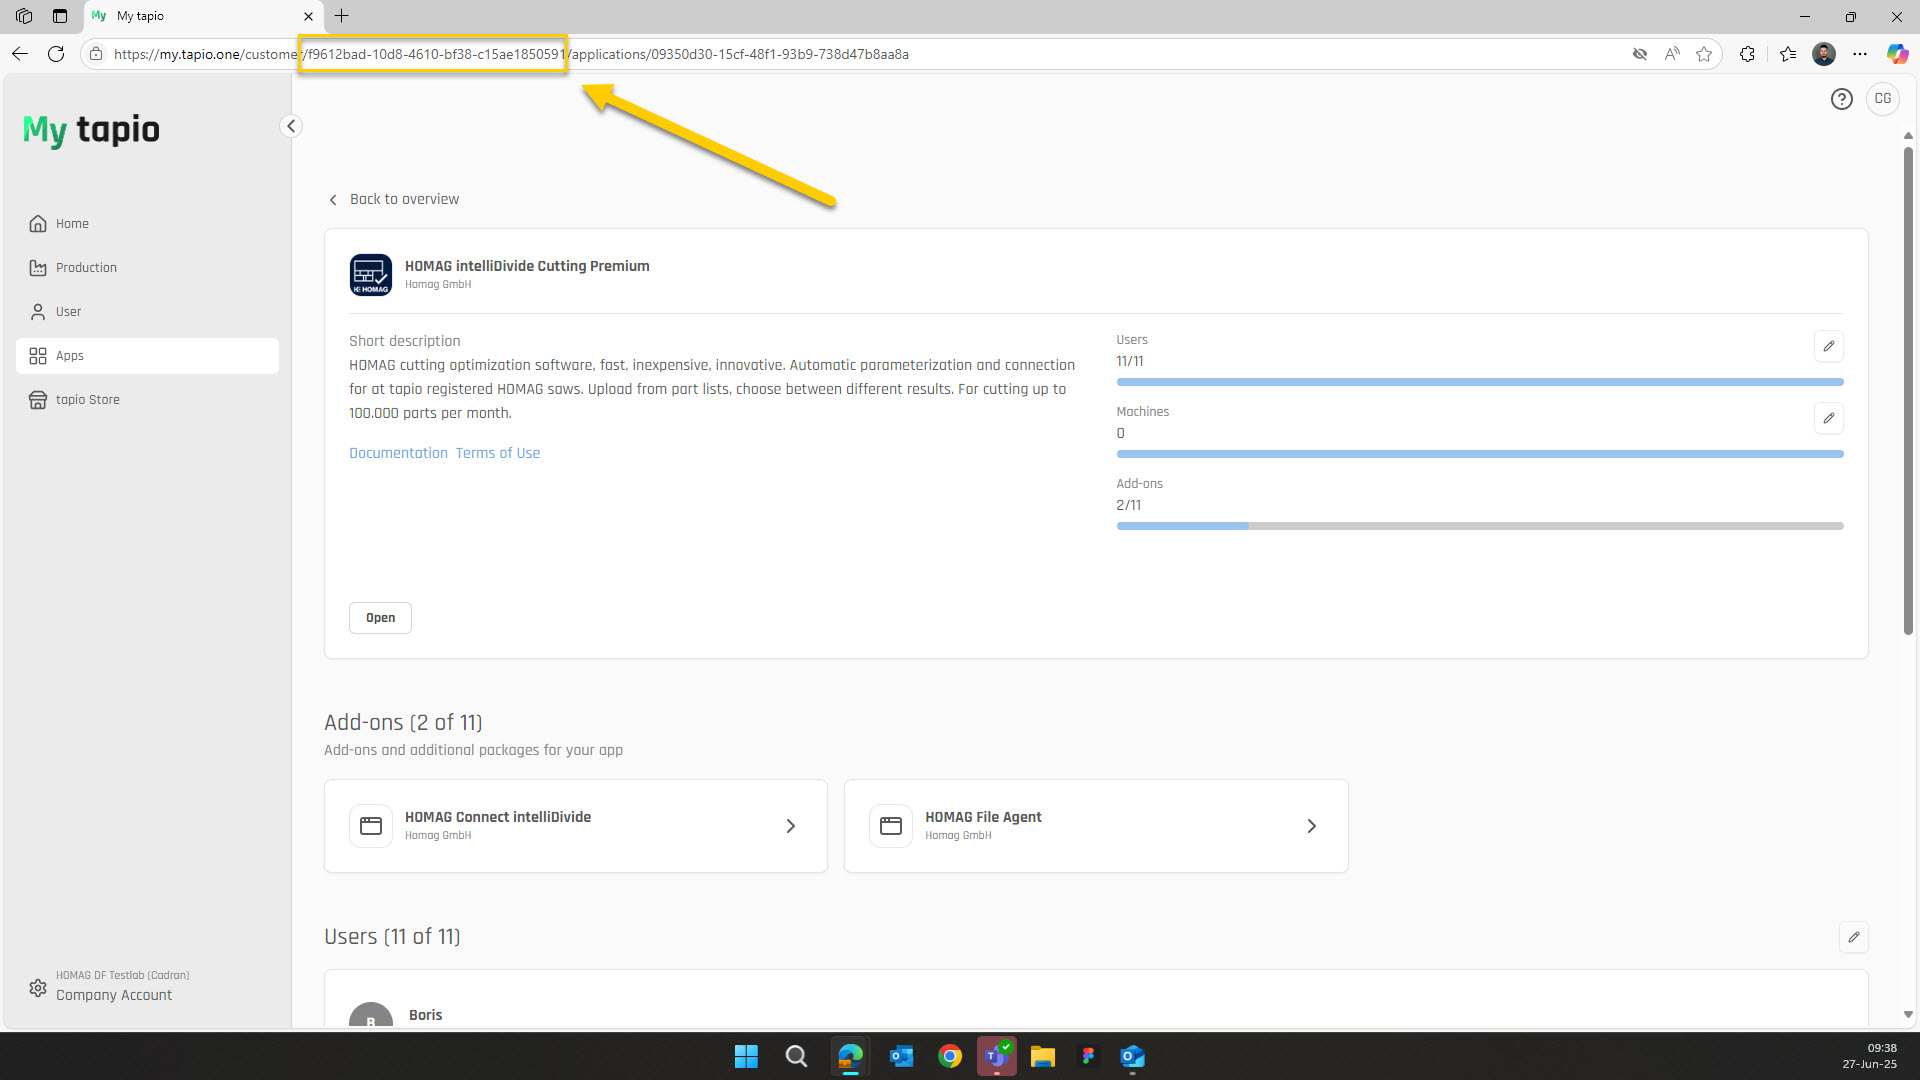 My My tapio
https://my.tapio.one/customer/f9612bad-10d8-4610-bf38-c15ae1850591/applications/09350d30-15cf-48f1-93b9-738d47b8aa8a
My tapio
CG
Home
Production
User
Apps
tapio Store
Back to overview
HOMAG intelliDivide Cutting Premium
Homag GmbH
HOMAG
Short description
HOMAG cutting optimization software, fast, inexpensive, innovative. Automatic parameterization and connection
for at tapio registered HOMAG saws. Upload from part lists, choose between different results. For cutting up to
100.000 parts per month.
Documentation Terms of Use
Users
11/11
Machines
0
Add-ons
2/11
Open
Add-ons (2 of 11)
Add-ons and additional packages for your app
HOMAG Connect intelliDivide
Homag GmbH
HOMAG File Agent
Homag GmbH
Users (11 of 11)
B
Boris
HOMAG DF Testlab (Cadran)
Company Account
09:38
27-Jun-25